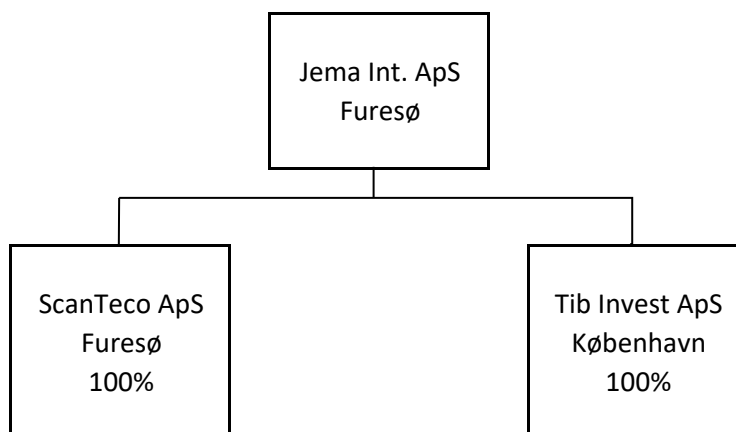 Jema Int. ApS
Furesø
ScanTeco ApS
Furesø
100%
Tib Invest ApS
København
100%